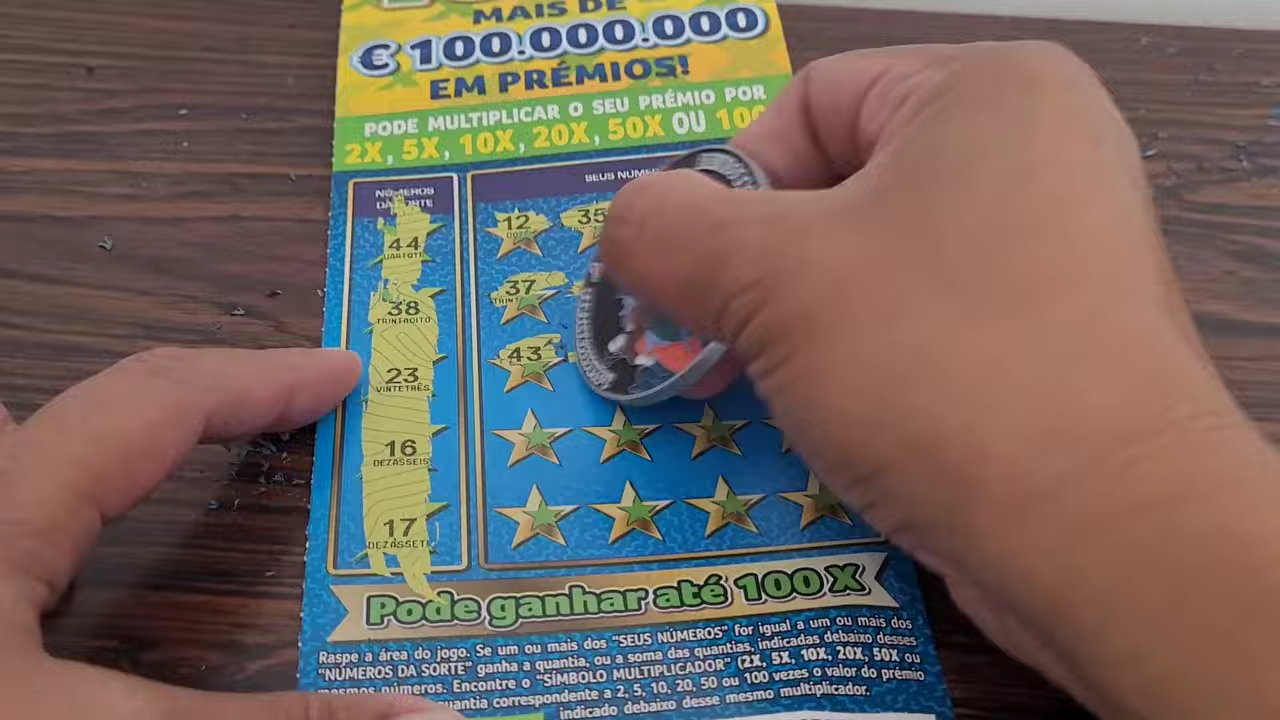 MAIS DE
€ 100.000.000
EM PRÉMIOS!
PODE MULTIPLICAR O SEU PRÉMIO POR
2X, 5X, 10X, 20X, 50X OU 100
NÚMEROS
DA SORTE
SEUS NÚME
44
38
TRINTAOITO
23
VINTETRÊS
16
DEZASSEIS
17
DEZASSETE
12
35
37
43
Pode ganhar até 100 X
Raspe a área do jogo. Se um ou mais dos "SEUS NÚMEROS" for igual a um ou mais dos
"NÚMEROS DA SORTE" ganha a quantia, ou a soma das quantias, indicadas debaixo desses
mesmos números. Encontre o "SÍMBOLO MULTIPLICADOR" (2X, 5X, 10X, 20X, 50X ou
quantia correspondente a 2, 5, 10, 20, 50 ou 100 vezes o valor do prémio
indicado debaixo desse mesmo multiplicador.